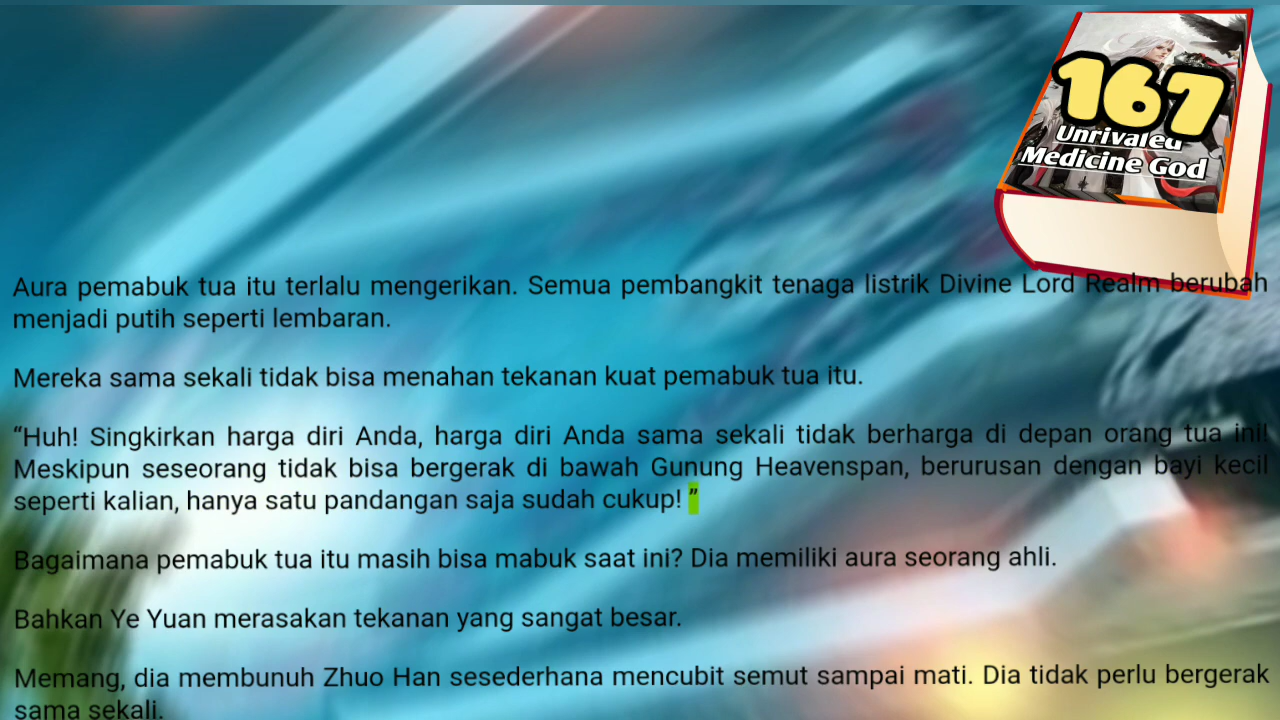 167
Unrivaled
Medicine God
Aura pemabuk tua itu terlalu mengerikan. Semua pembangkit tenaga listrik Divine Lord Realm berubah
menjadi putih seperti lembaran.
Mereka sama sekali tidak bisa menahan tekanan kuat pemabuk tua itu.
“Huh! Singkirkan harga diri Anda, harga diri Anda sama sekali tidak berharga di depan orang tua ini!
Meskipun seseorang tidak bisa bergerak di bawah Gunung Heavenspan, berurusan dengan bayi kecil
seperti kalian, hanya satu pandangan saja sudah cukup! ”
Bagaimana pemabuk tua itu masih bisa mabuk saat ini? Dia memiliki aura seorang ahli.
Bahkan Ye Yuan merasakan tekanan yang sangat besar.
Memang, dia membunuh Zhuo Han sesederhana mencubit semut sampai mati. Dia tidak perlu bergerak
sama sekali.